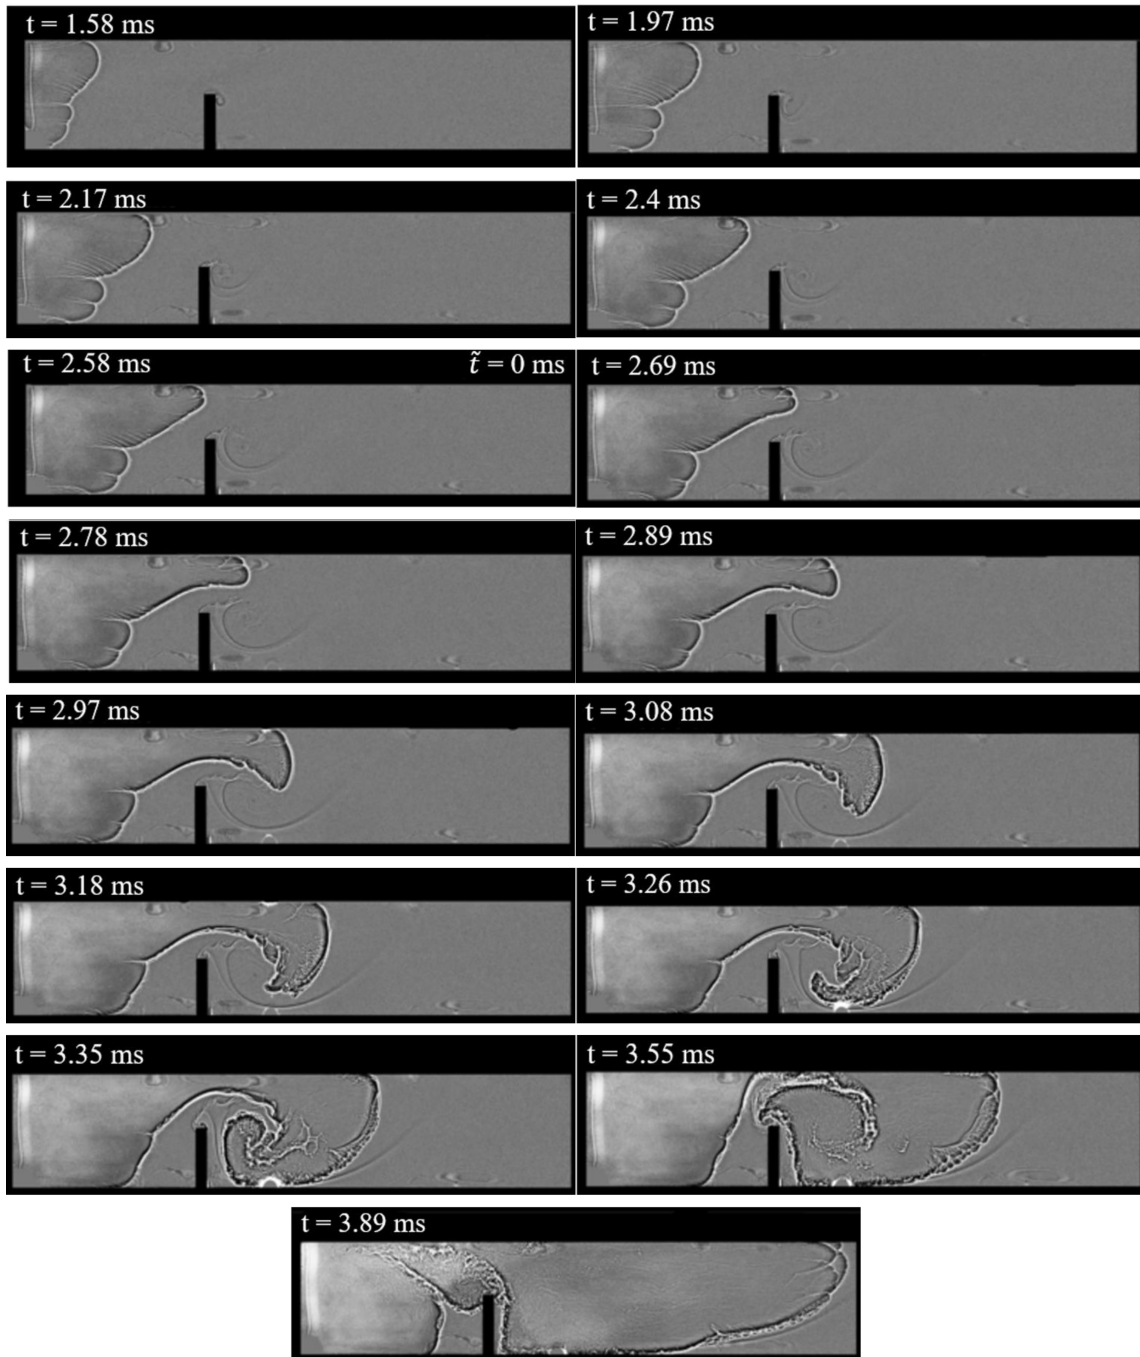 t = 1.58 ms
t = 1.97 ms
t = 2.17 ms
t = 2.4 ms
t = 2.58 ms
t̃ = 0 ms
t = 2.69 ms
t = 2.78 ms
t = 2.89 ms
t = 2.97 ms
t = 3.08 ms
t = 3.18 ms
t = 3.26 ms
t = 3.35 ms
t = 3.55 ms
t = 3.89 ms